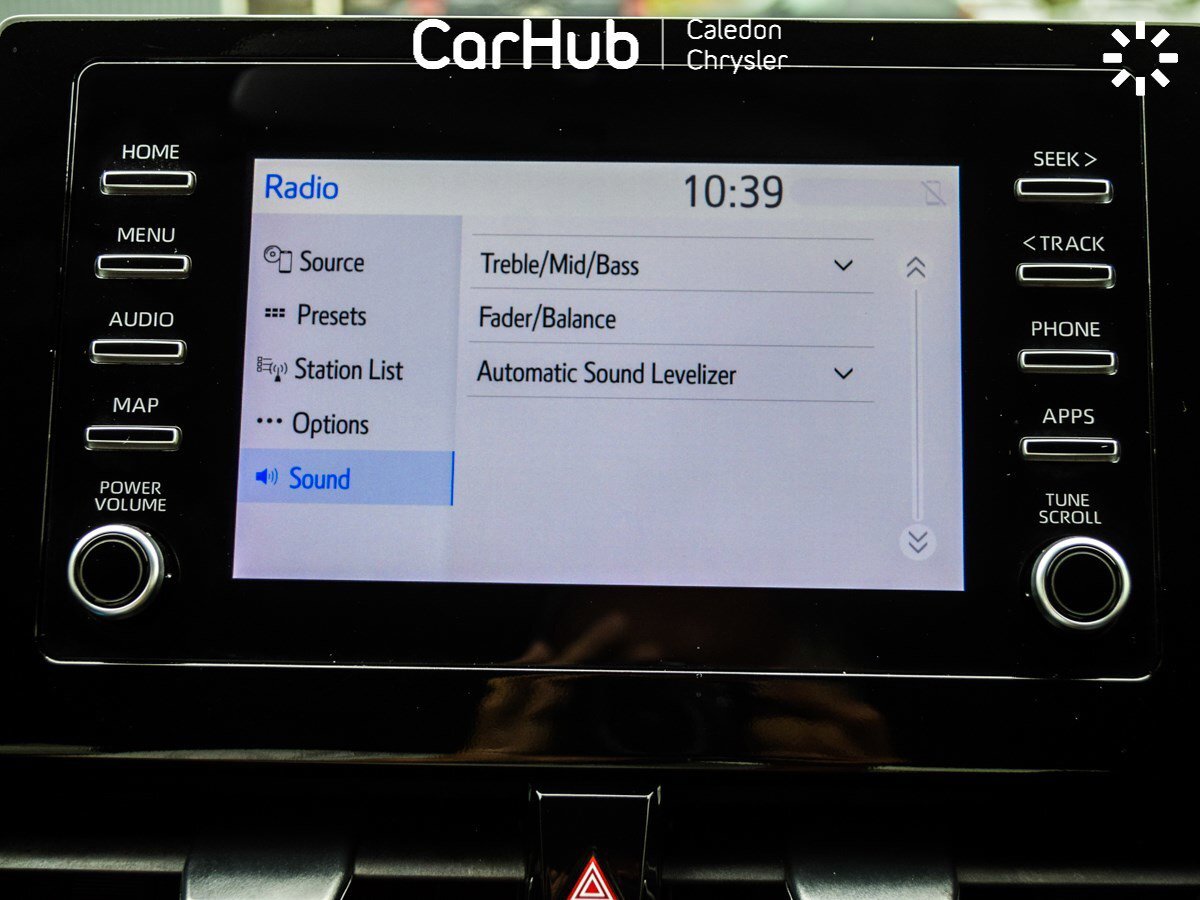 CarHub
Caledon
Chrysler
HOME
MENU
AUDIO
MAP
POWER
VOLUME
Radio
10:39
Source
Presets
Station List
Options
Sound
Treble/Mid/Bass
Fader/Balance
Automatic Sound Levelizer
SEEK >
< TRACK
PHONE
APPS
TUNE
SCROLL